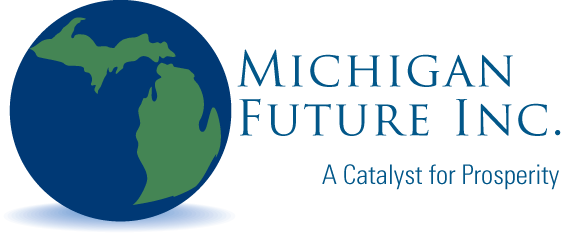 Michigan
Future Inc.
A Catalyst for Prosperity